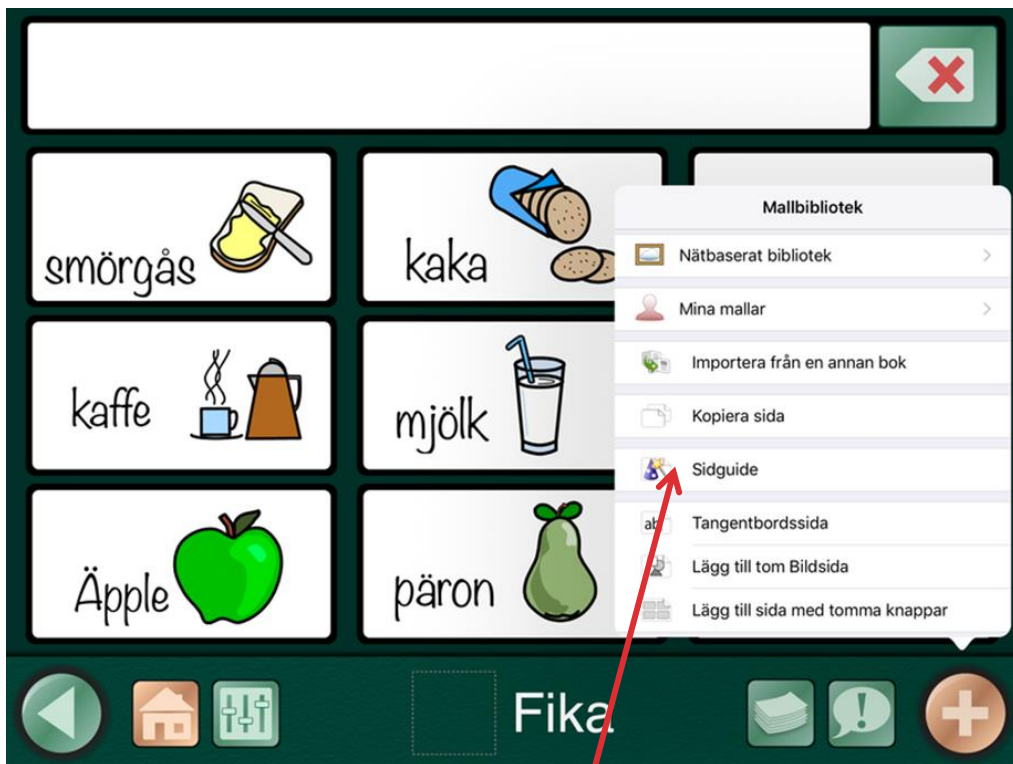 smörgås
kaka
kaffe
mjölk
Äpple
päron
Mallbibliotek
Nätbaserat bibliotek
Mina mallar
Importera från en annan bok
Kopiera sida
Sidguide
Tangentbordssida
Lägg till tom Bildsida
Lägg till sida med tomma knappar
Fika